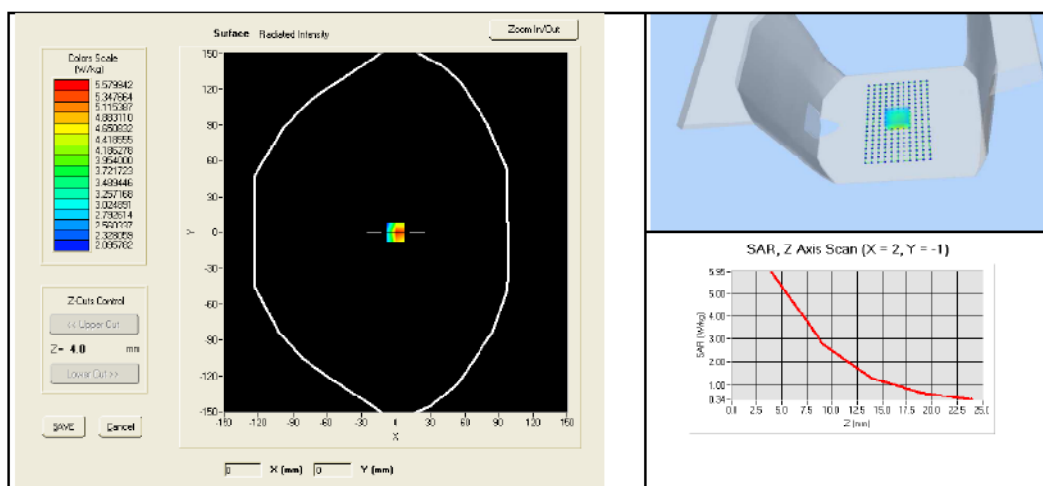 Surface Radiated Intensity
Zoom In/Out
Colors Scale
(W/kg)
5.579942
5.347664
5.115387
4.883110
4.650832
4.418555
4.186278
3.954000
3.721723
3.489446
3.257168
3.024891
2.792614
2.560337
2.328059
2.095782
Z-Cuts Control
<< Upper Cut
Z= 4.0 mm
Lower Cut >>
SAVE Cancel
150
120
90
60
30
0
-30
-60
-90
-120
-150
Y
-150 -120 -90 -60 -30 0 30 60 90 120 150
X
0 X (mm) 0 Y (mm)
SAR, Z Axis Scan (X = 2, Y = -1)
SAR (W/kg)
5.95
5.00
4.00
3.00
2.00
1.00
0.34
0.0 2.5 5.0 7.5 10.0 12.5 15.0 17.5 20.0 22.5 25.0
Z (mm)